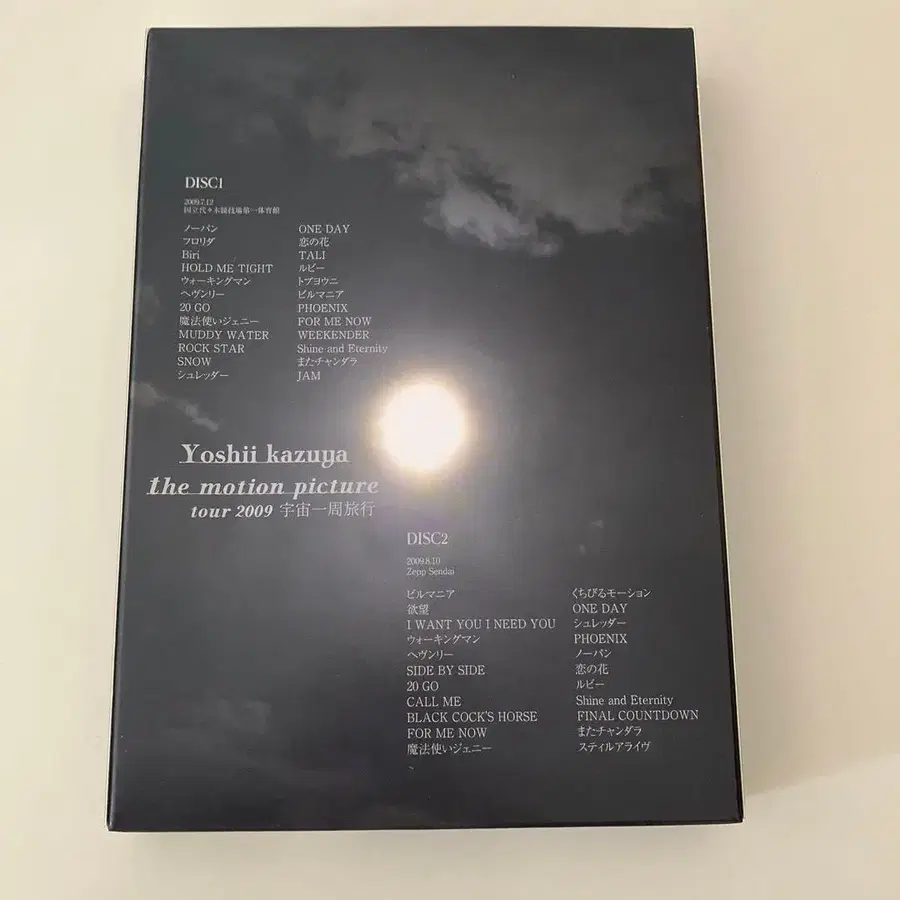 DISC1
2009.7.12
国立代々木競技場第一体育館
ノーパン
フロリダ
Biri
HOLD ME TIGHT
ウォーキングマン
ヘヴンリー
20 GO
魔法使いジェニー
MUDDY WATER
ROCK STAR
SNOW
シュレッダー
ONE DAY
恋の花
TALI
ルビー
トブヨウニ
ビルマニア
PHOENIX
FOR ME NOW
WEEKENDER
Shine and Eternity
またチャンダラ
JAM
Yoshii kazuya
the motion picture
tour 2009 宇宙一周旅行
DISC2
2009.8.10
Zepp Sendai
ビルマニア
欲望
I WANT YOU I NEED YOU
ウォーキングマン
ヘヴンリー
SIDE BY SIDE
20 GO
CALL ME
BLACK COCK'S HORSE
FOR ME NOW
魔法使いジェニー
くちびるモーション
ONE DAY
シュレッダー
PHOENIX
ノーパン
恋の花
ルビー
Shine and Eternity
FINAL COUNTDOWN
またチャンダラ
スティルアライヴ